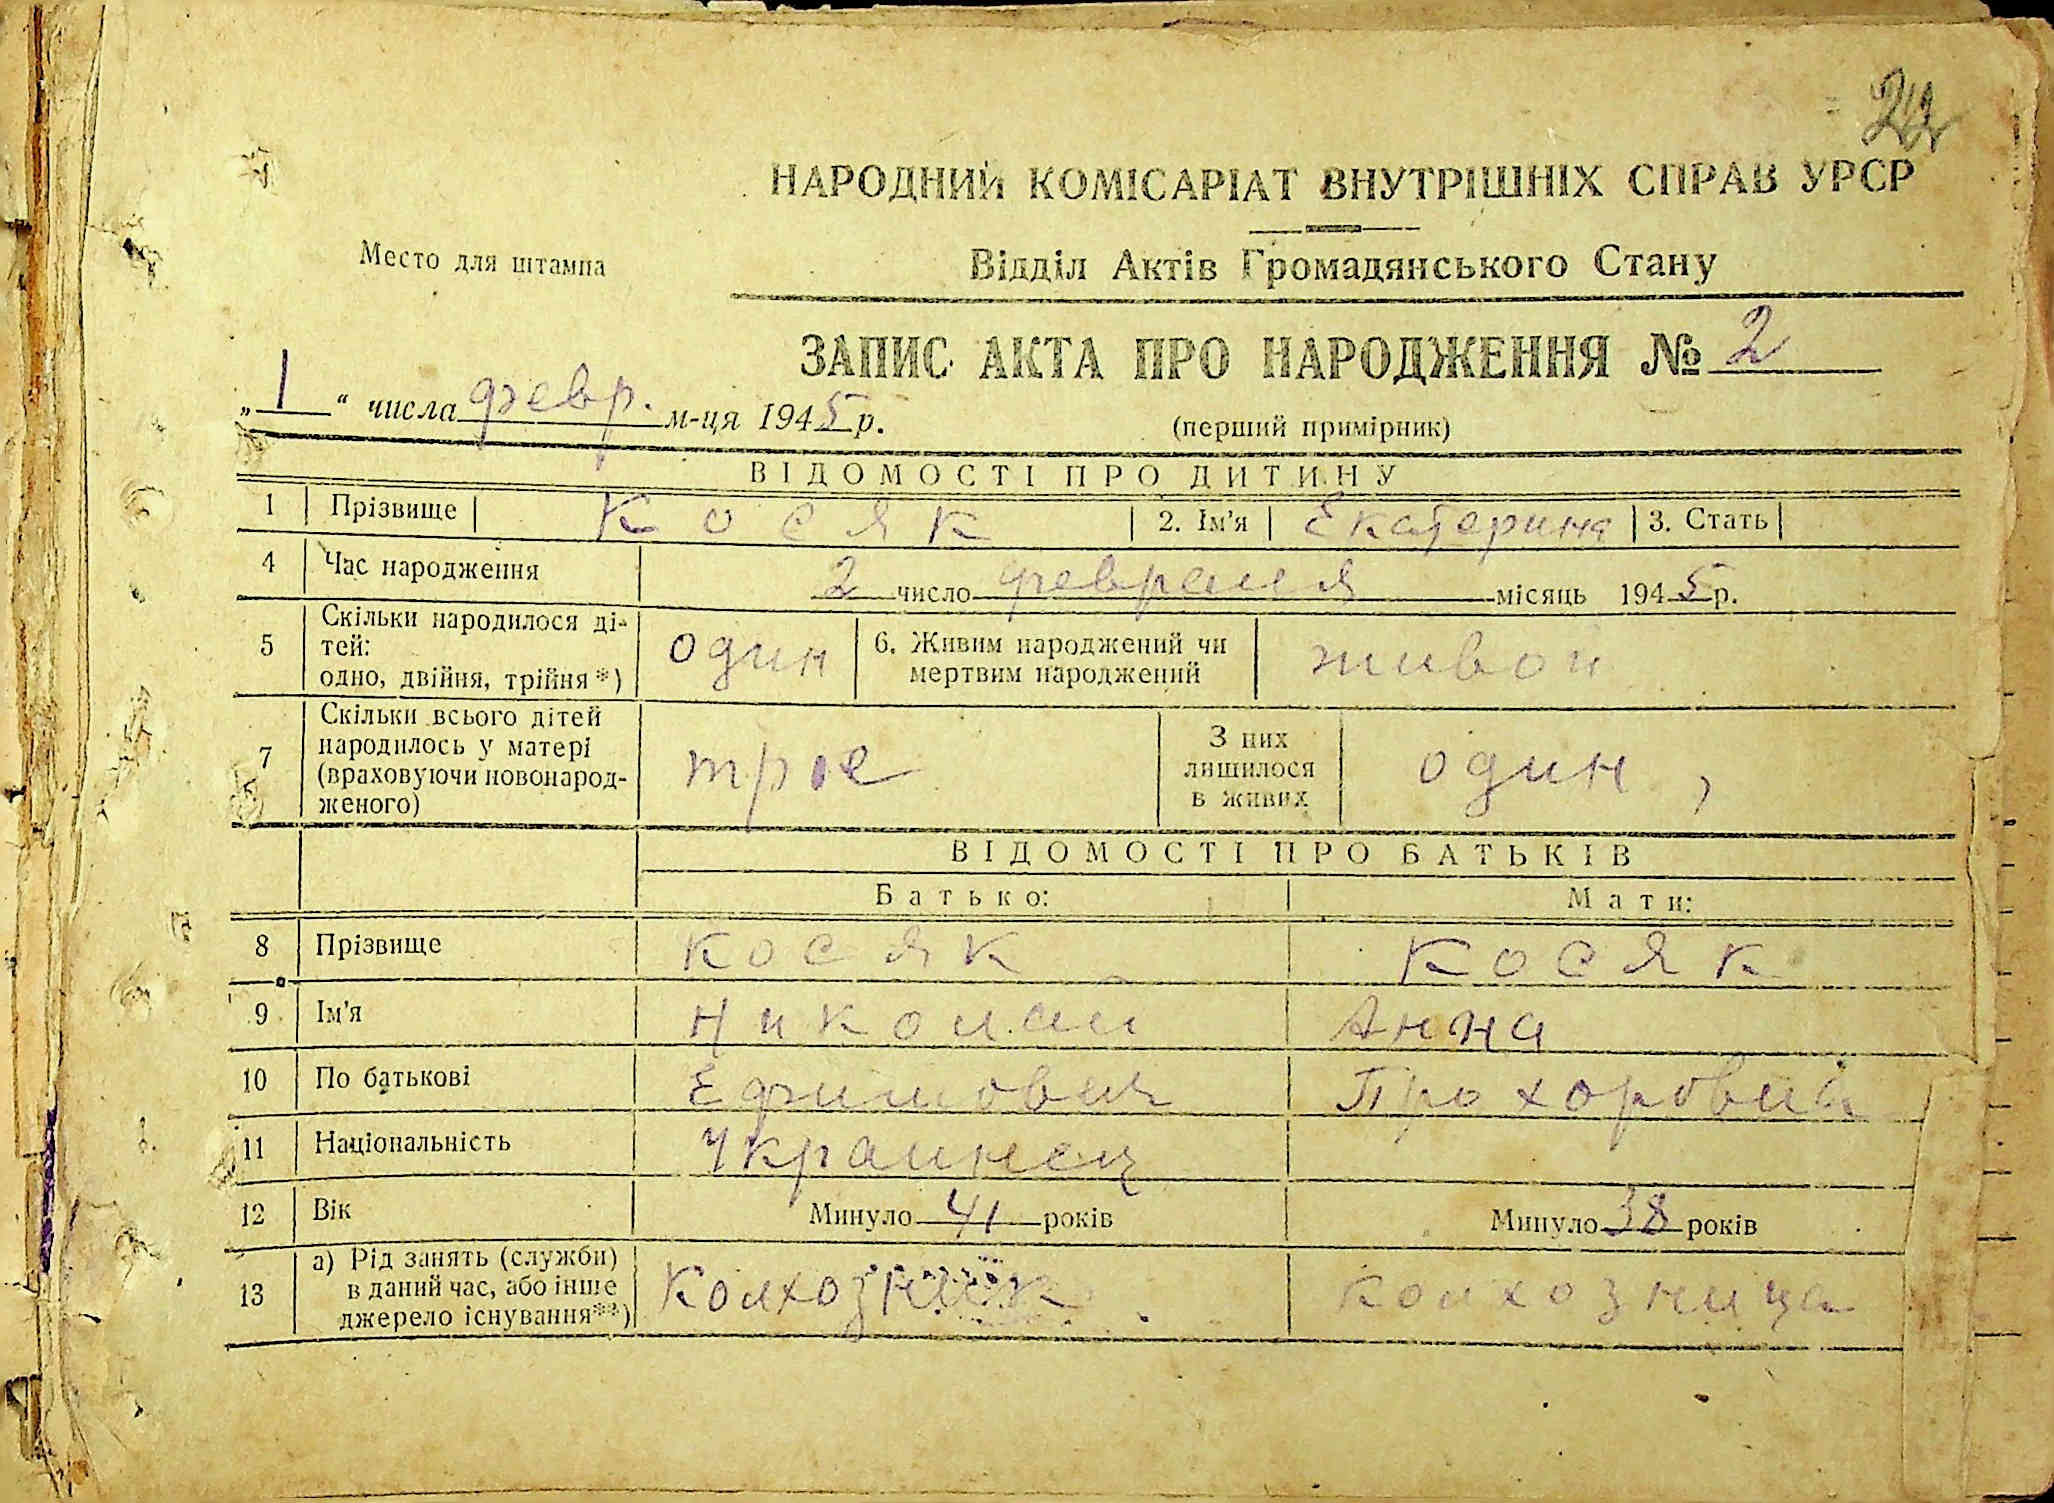 22
НАРОДНИЙ КОМІСАРІАТ ВНУТРІШНІХ СПРАВ УРСР
Место для штампа
Відділ Актів Громадянського Стану
ЗАПИС АКТА ПРО НАРОДЖЕННЯ № 2
„ 1 “ числа февр. м-ця 1945 р.
(перший примірник)
ВІДОМОСТІ ПРО ДИТИНУ
1 Прізвище Косяк 2. Ім'я Екатерина 3. Стать
4 Час народження 2 число февраля місяць 1945 р.
5 Скільки народилося ді-
тей:
одно, двійня, трійня*) один 6. Живим народжений чи
мертвим народжений живой
7 Скільки всього дітей
народилось у матері
(враховуючи новонарод-
женого) трое З них
лишилося
в живих один,
ВІДОМОСТІ ПРО БАТЬКІВ
Батько: Мати:
8 Прізвище Косяк Косяк
9 Ім'я Николай Анна
10 По батькові Ефимович
11 Національність Украинец
12 Вік Минуло 41 років Минуло 38 років
13 а) Рід занять (служби)
в даний час, або інше
джерело існування**) Колхозник колхозница